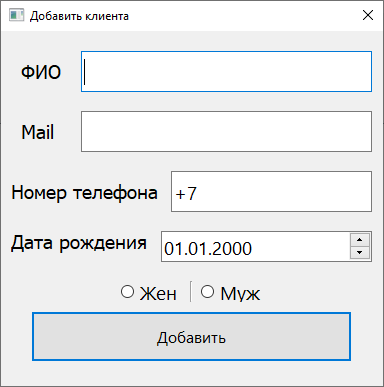 Добавить клиента
ФИО
Mail
Номер телефона +7
Дата рождения 01.01.2000
Жен Муж
Добавить